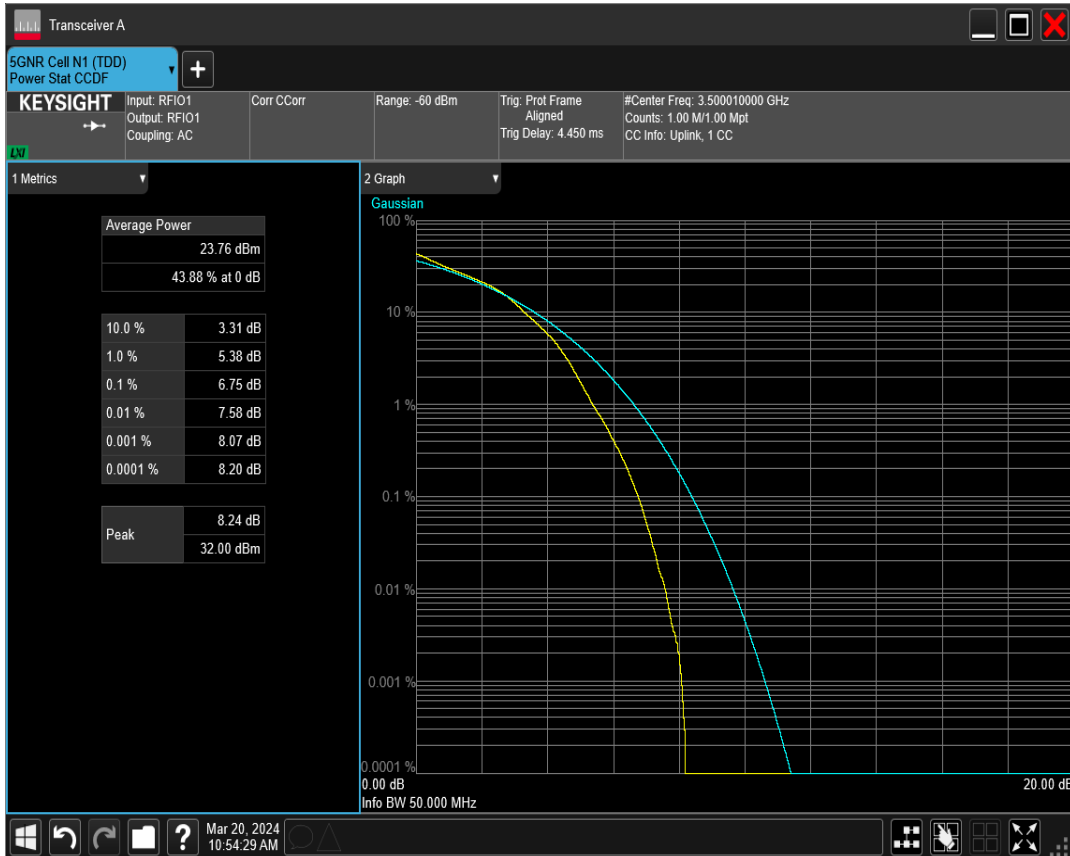 Transceiver A
5GNR Cell N1 (TDD)
Power Stat CCDF
+
KEYSIGHT
LXI
Input: RFIO1
Output: RFIO1
Coupling: AC
Corr CCorr
Range: -60 dBm
Trig: Prot Frame
Aligned
Trig Delay: 4.450 ms
#Center Freq: 3.500010000 GHz
Counts: 1.00 M/1.00 Mpt
CC Info: Uplink, 1 CC
1 Metrics
Average Power
23.76 dBm
43.88 % at 0 dB
10.0 % 3.31 dB
1.0 % 5.38 dB
0.1 % 6.75 dB
0.01 % 7.58 dB
0.001 % 8.07 dB
0.0001 % 8.20 dB
Peak
8.24 dB
32.00 dBm
2 Graph
Gaussian
100 %
10 %
1 %
0.1 %
0.01 %
0.001 %
0.0001 %
0.00 dB 20.00 dB
Info BW 50.000 MHz
?
Mar 20, 2024
10:54:29 AM